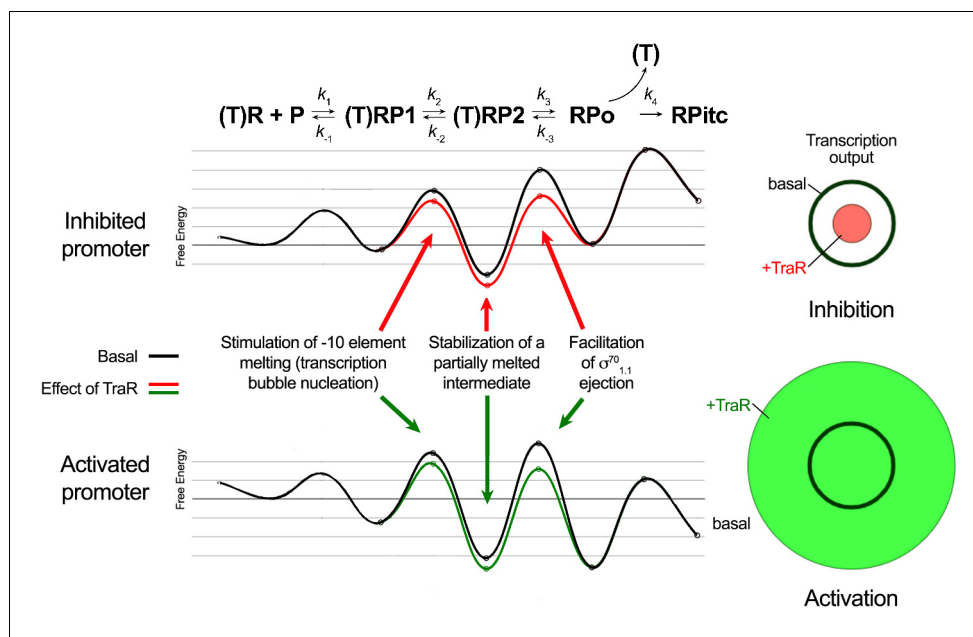 (T)
k1 k2 k3 k4
(T)R + P (T)RP1 (T)RP2 RPo RPitc
k-1 k-2 k-3
Transcription
output
basal
Inhibited
promoter
Free Energy
+TraR
Inhibition
Stimulation of -10 element
melting (transcription
bubble nucleation)
Stabilization of a
partially melted
intermediate
Facilitation
of σ70 1.1
ejection
Basal
Effect of TraR
+TraR
Activated
promoter
Free Energy
basal
Activation